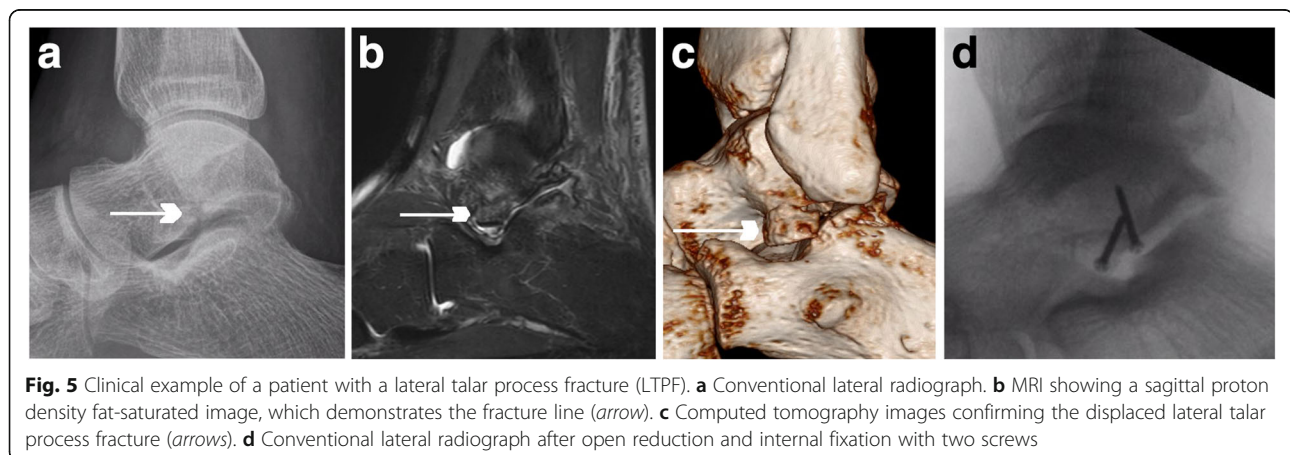 a b c d
Fig. 5 Clinical example of a patient with a lateral talar process fracture (LTPF). a Conventional lateral radiograph. b MRI showing a sagittal proton
density fat-saturated image, which demonstrates the fracture line (arrow). c Computed tomography images confirming the displaced lateral talar
process fracture (arrows). d Conventional lateral radiograph after open reduction and internal fixation with two screws